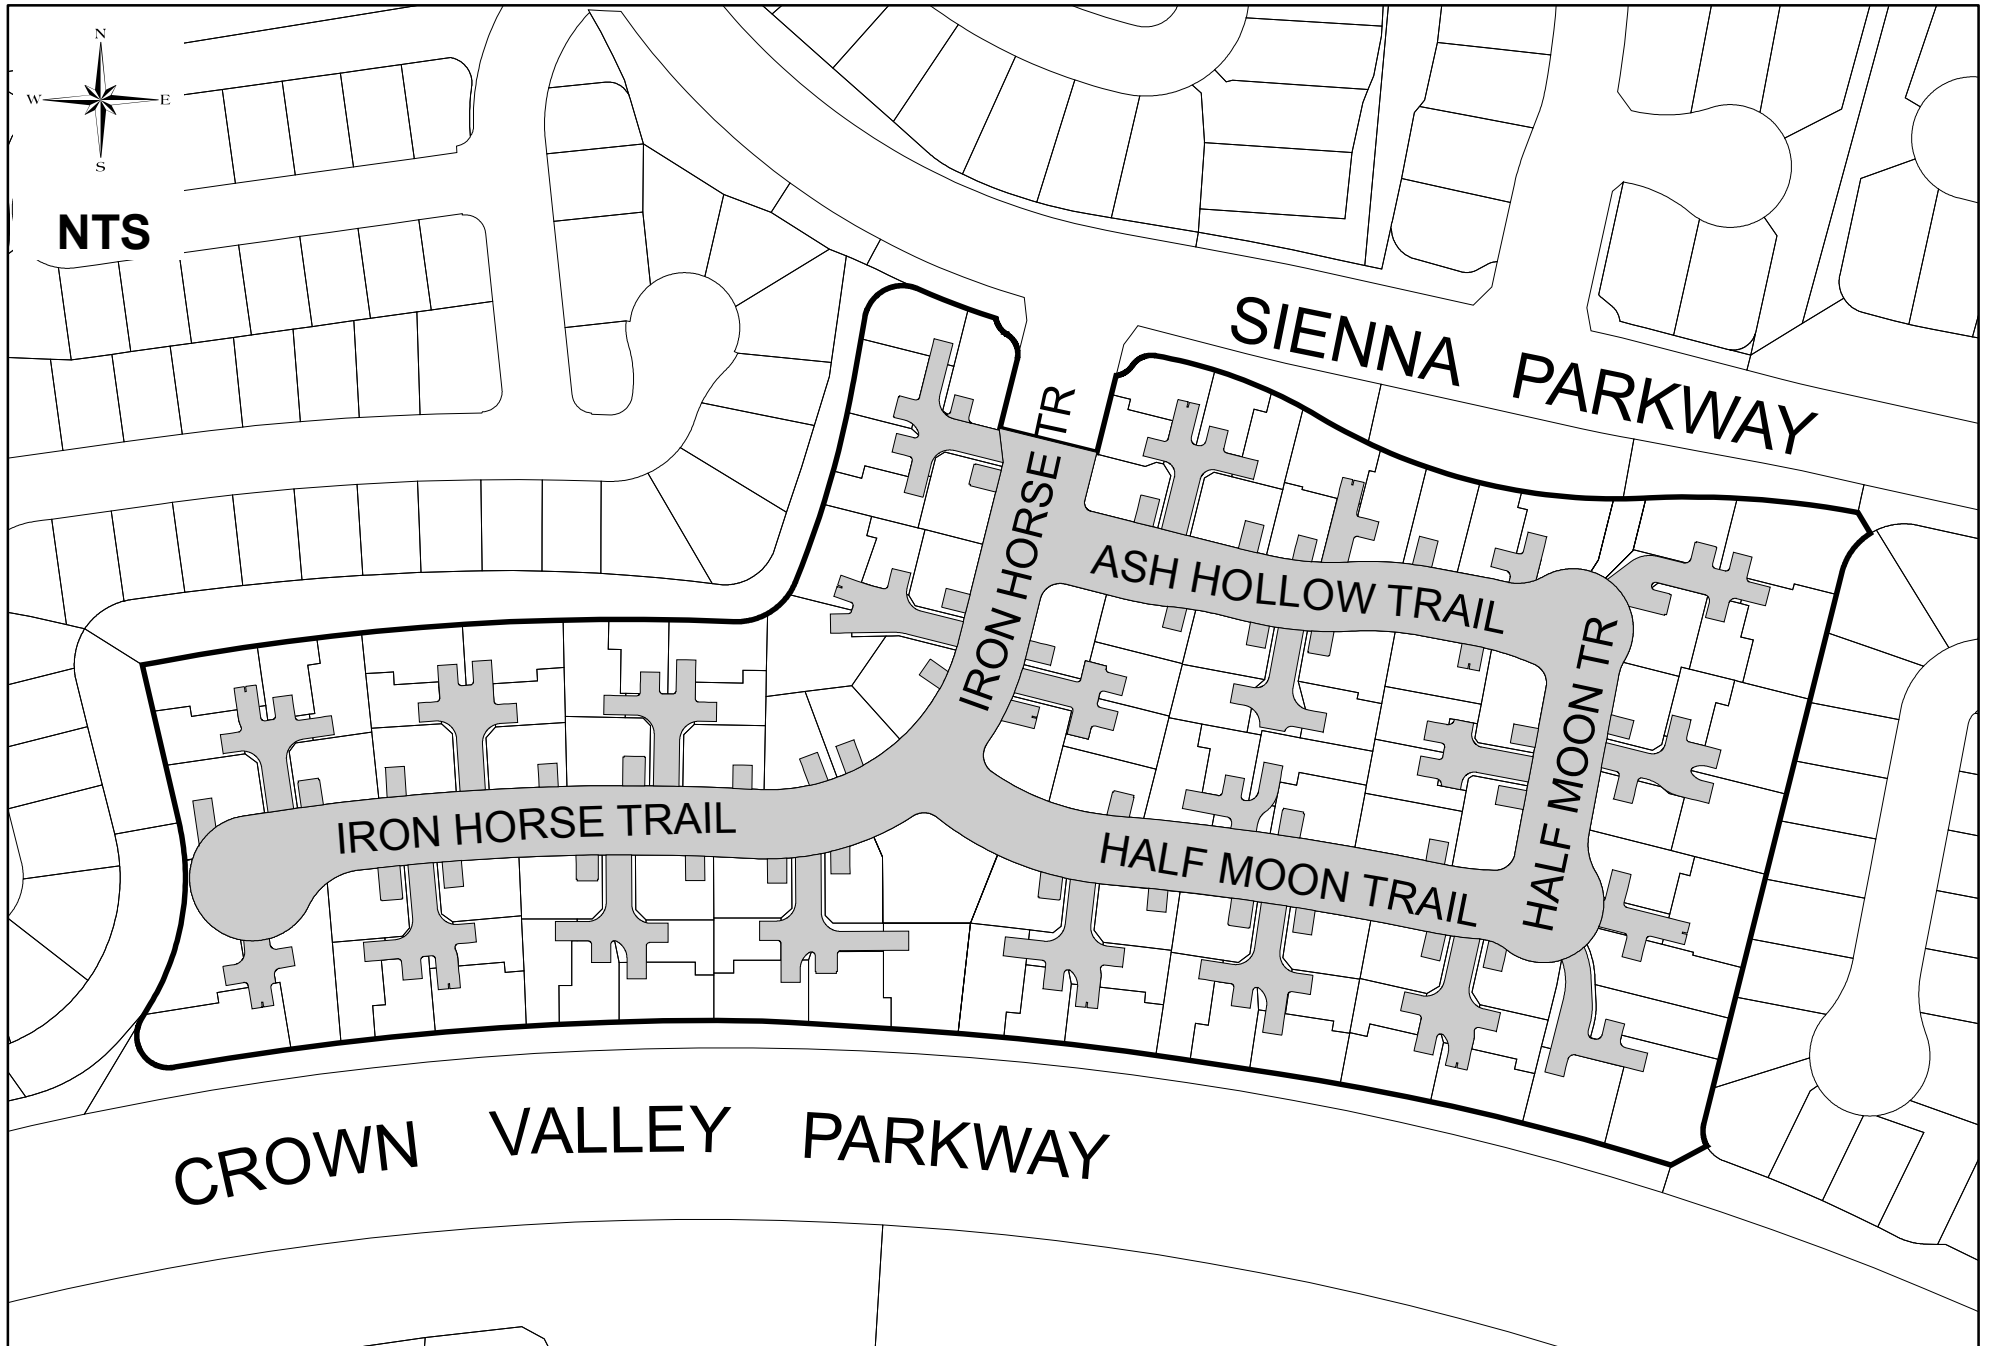 N
W E
S
NTS
SIENNA PARKWAY
IRON HORSE TR
ASH HOLLOW TRAIL
HALF MOON TR
IRON HORSE TRAIL
HALF MOON TRAIL
CROWN VALLEY PARKWAY